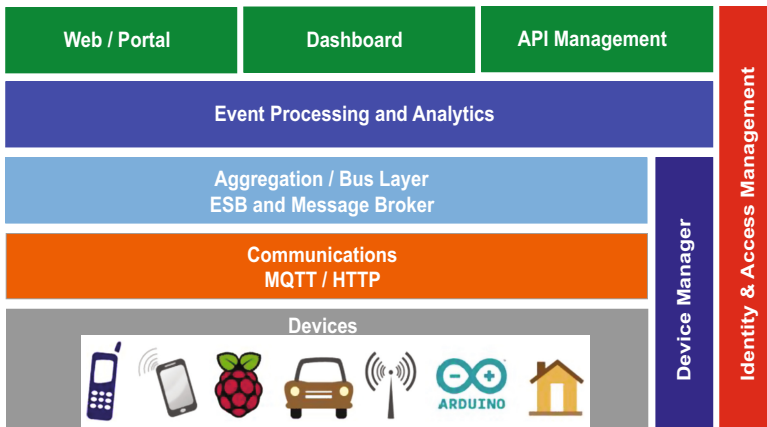 Web / Portal
Dashboard
API Management
Event Processing and Analytics
Aggregation / Bus Layer
ESB and Message Broker
Communications
MQTT / HTTP
Devices
ARDUINO
Device Manager
Identity & Access Management